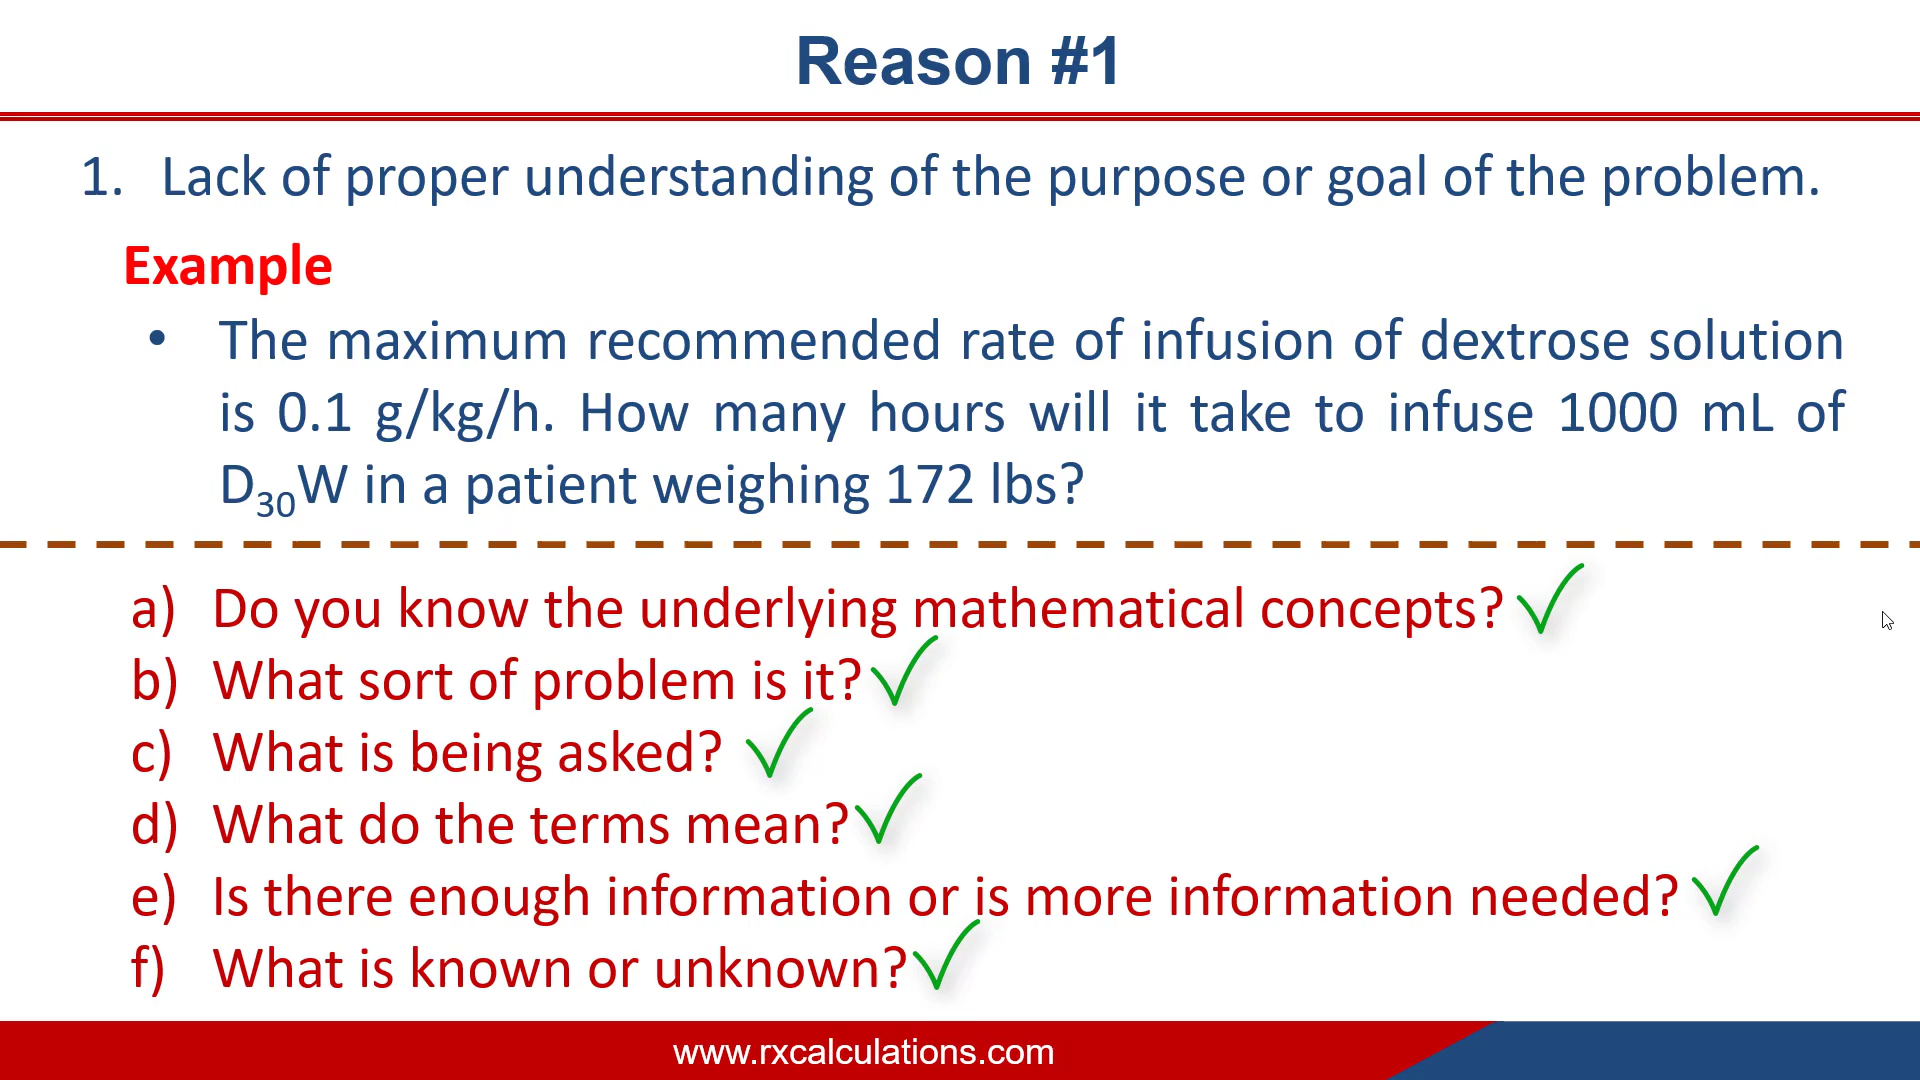 Reason #1
1. Lack of proper understanding of the purpose or goal of the problem.
Example
• The maximum recommended rate of infusion of dextrose solution
is 0.1 g/kg/h. How many hours will it take to infuse 1000 mL of
D₃₀W in a patient weighing 172 lbs?
a) Do you know the underlying mathematical concepts?
b) What sort of problem is it?
c) What is being asked?
d) What do the terms mean?
e) Is there enough information or is more information needed?
f) What is known or unknown?
www.rxcalculations.com